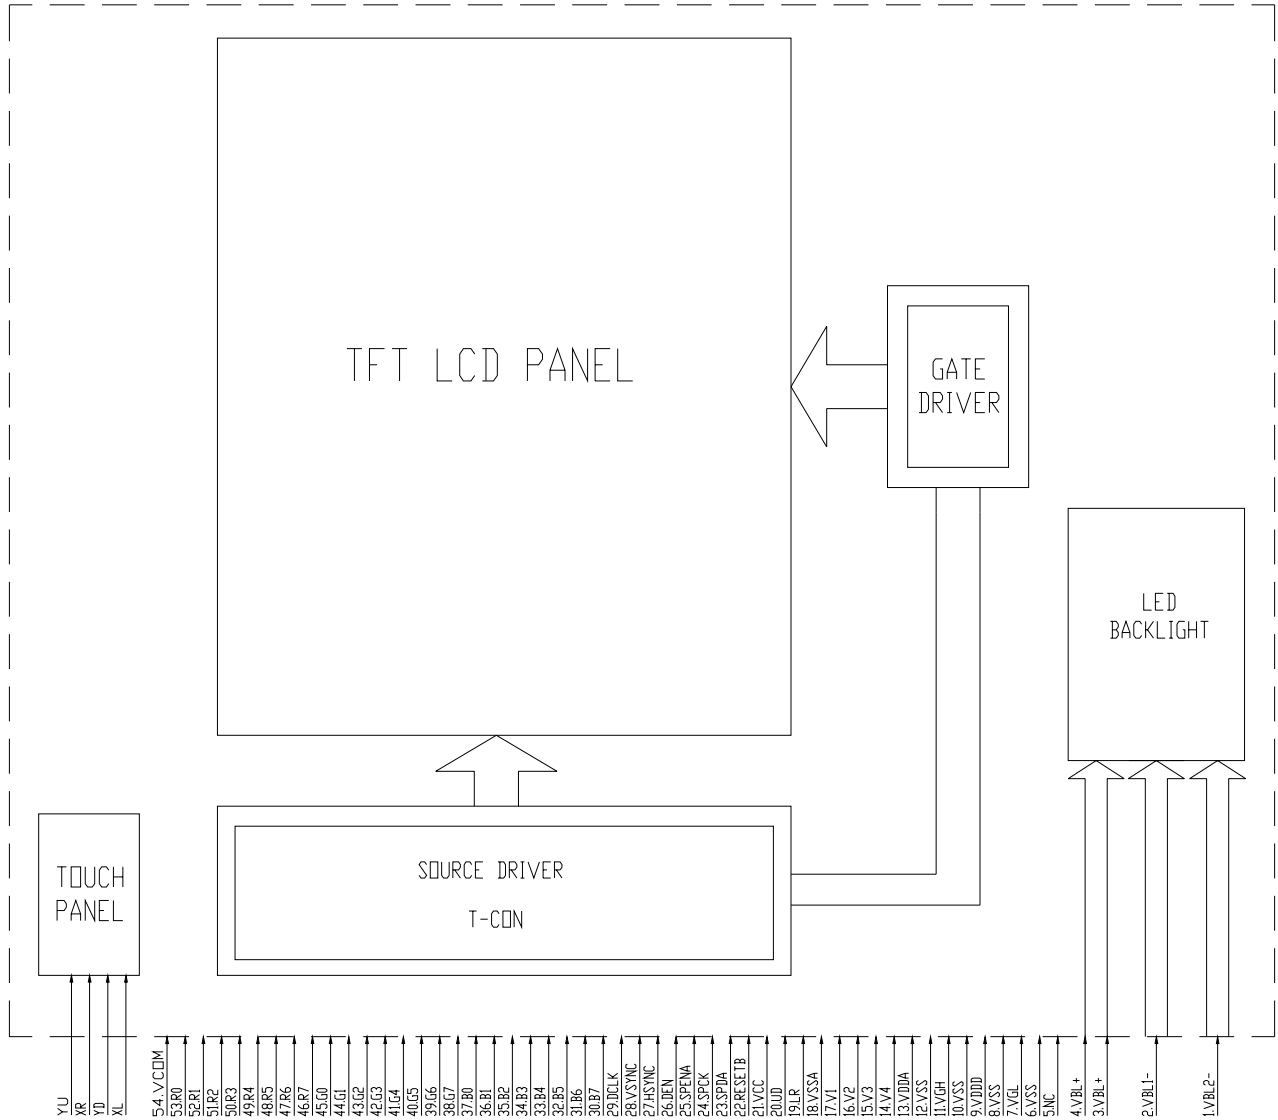 TFT LCD PANEL
GATE
DRIVER
LED
BACKLIGHT
SOURCE DRIVER
T-CON
TOUCH
PANEL
YU
XR
YD
XL
54.VCOM
53.R0
52.R1
51.R2
50.R3
49.R4
48.R5
47.R6
46.R7
45.G0
44.G1
43.G2
42.G3
41.G4
40.G5
39.G6
38.G7
37.B0
36.B1
35.B2
34.B3
33.B4
32.B5
31.B6
30.B7
29.DCLK
28.VSYNC
27.HSYNC
26.DEN
25.SPENA
24.SPCK
23.SPDA
22.RESETB
21.VCC
20.UD
19.LR
18.VSSA
17.V1
16.V2
15.V3
14.V4
13.VDDA
12.VSS
11.VGH
10.VSS
9.VDDD
8.VSS
7.VGL
6.VSS
5.NC
4.VBL+
3.VBL+
2.VBL1-
1.VBL2-